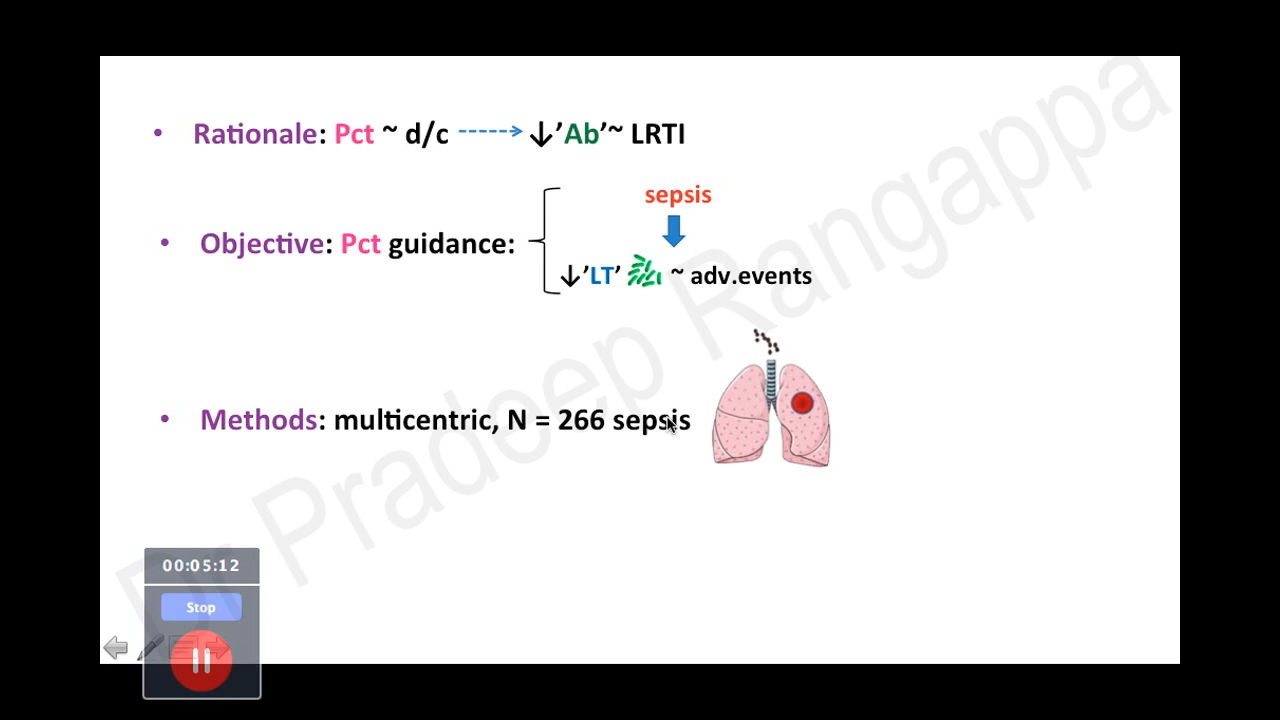 • Rationale: Pct ~ d/c ↓'Ab'~ LRTI
sepsis
• Objective: Pct guidance:
↓'LT' ~ adv.events
• Methods: multicentric, N = 266 sepsis
Dr Pradeep Rangappa
00:05:12
Stop